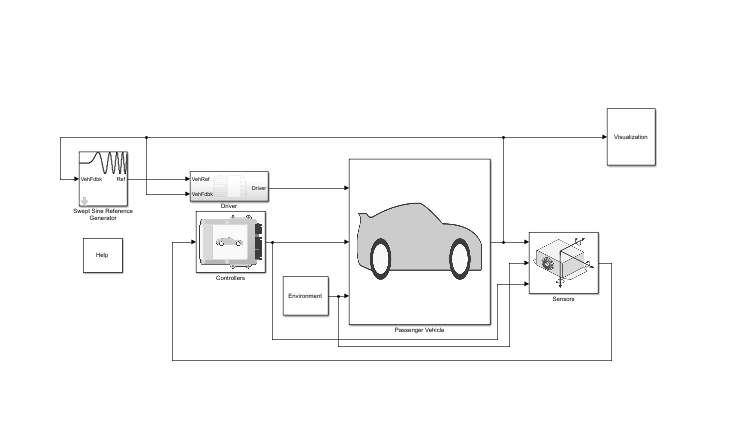 Visualization
VehFdbk
Ref
Swept Sine Reference
Generator
VehRef
VehFdbk
Driver
Driver
Help
Controllers
Environment
Passenger Vehicle
Sensors